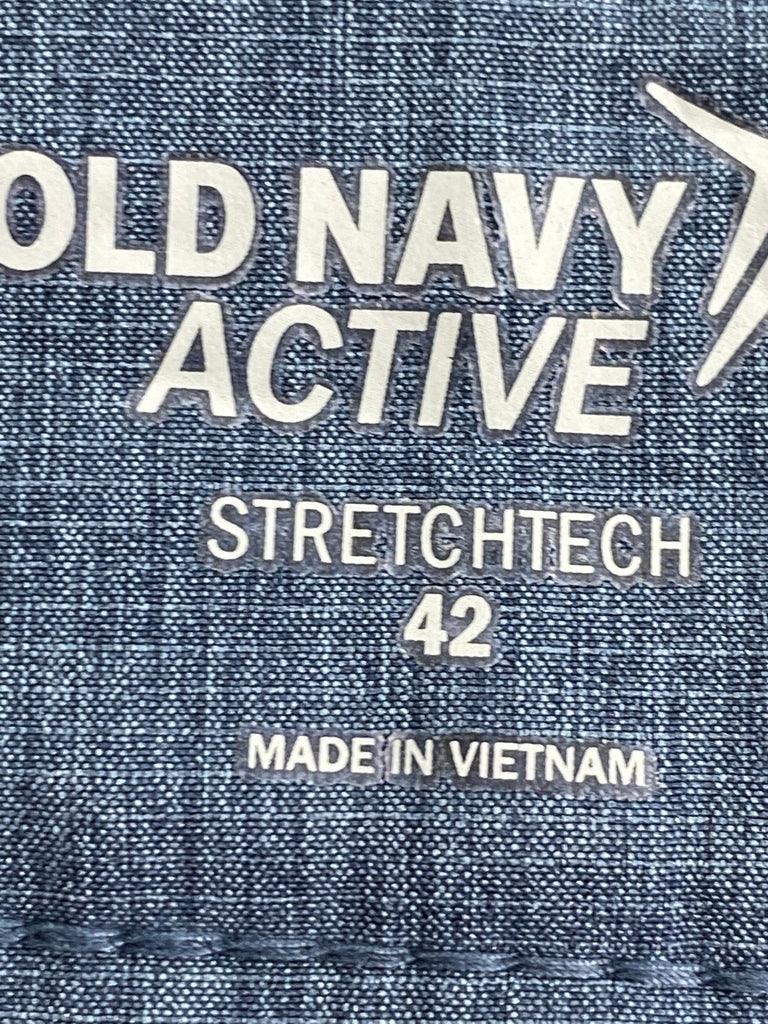 OLD NAVY
ACTIVE
STRETCHTECH
42
MADE IN VIETNAM